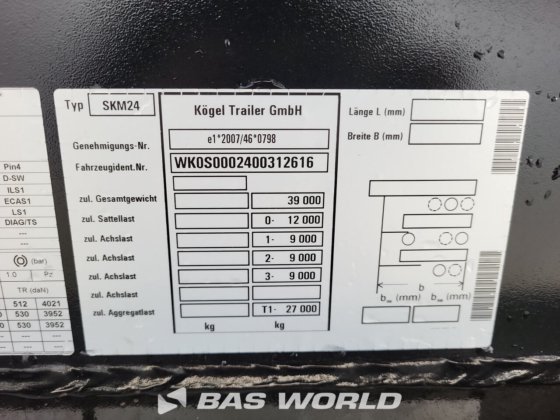 Typ SKM24
Kögel Trailer GmbH
Länge L (mm)
Breite B (mm)
Genehmigungs-Nr. e1*2007/46*0798
Fahrzeugident.Nr. WK0S0002400312616
zul. Gesamtgewicht 39 000
zul. Sattellast 0- 12 000
zul. Achslast 1- 9 000
zul. Achslast 2- 9 000
zul. Achslast 3- 9 000
zul. Achslast
zul. Aggregatlast T1- 27 000
kg kg
b
(mm) (mm)
Pin4
D-SW
ILS1
ECAS1
LS1
DIAG/TS
---
---
(bar)
1.0 Pz
TR (daN)
512 4021
530 3952
530 3952
BAS WORLD